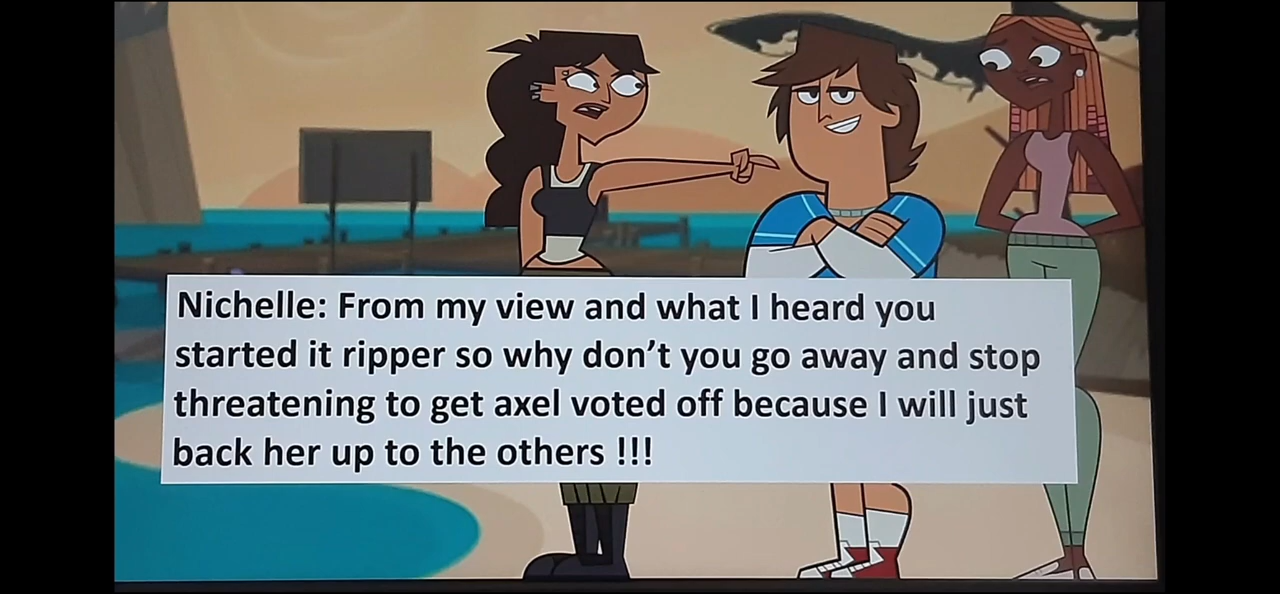 Nichelle: From my view and what I heard you
started it ripper so why don’t you go away and stop
threatening to get axel voted off because I will just
back her up to the others !!!